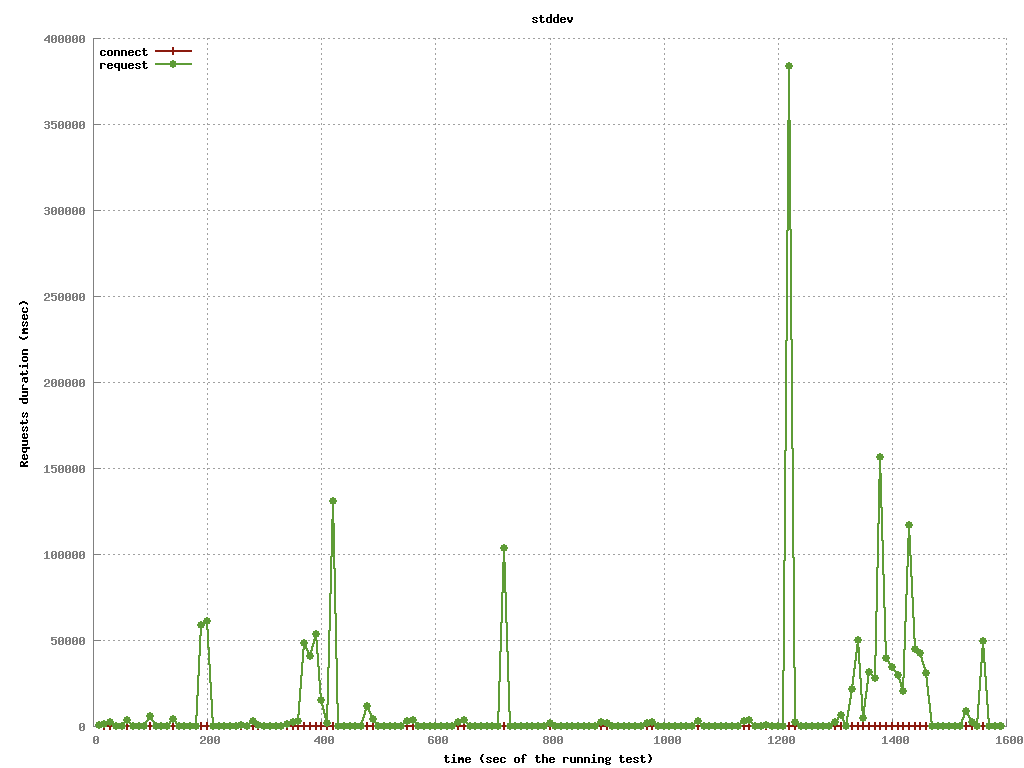 stddev
400000
connect
request
350000
300000
250000
200000
150000
100000
50000
0
Requests duration (msec)
0 200 400 600 800 1000 1200 1400 1600
time (sec of the running test)